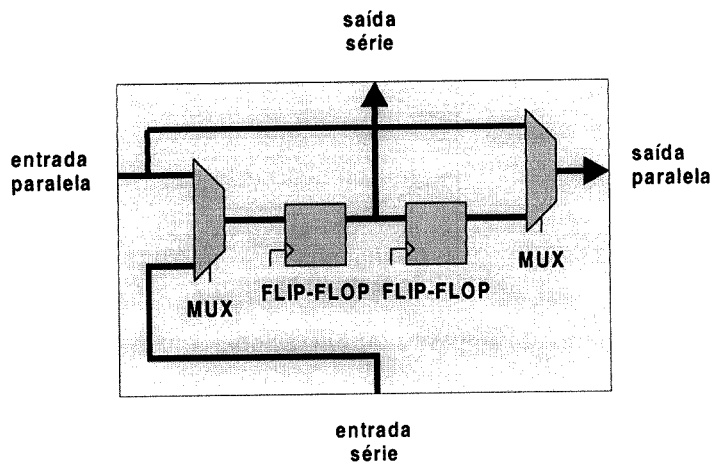 saída
série
entrada
paralela
saída
paralela
MUX
FLIP-FLOP
FLIP-FLOP
MUX
entrada
série